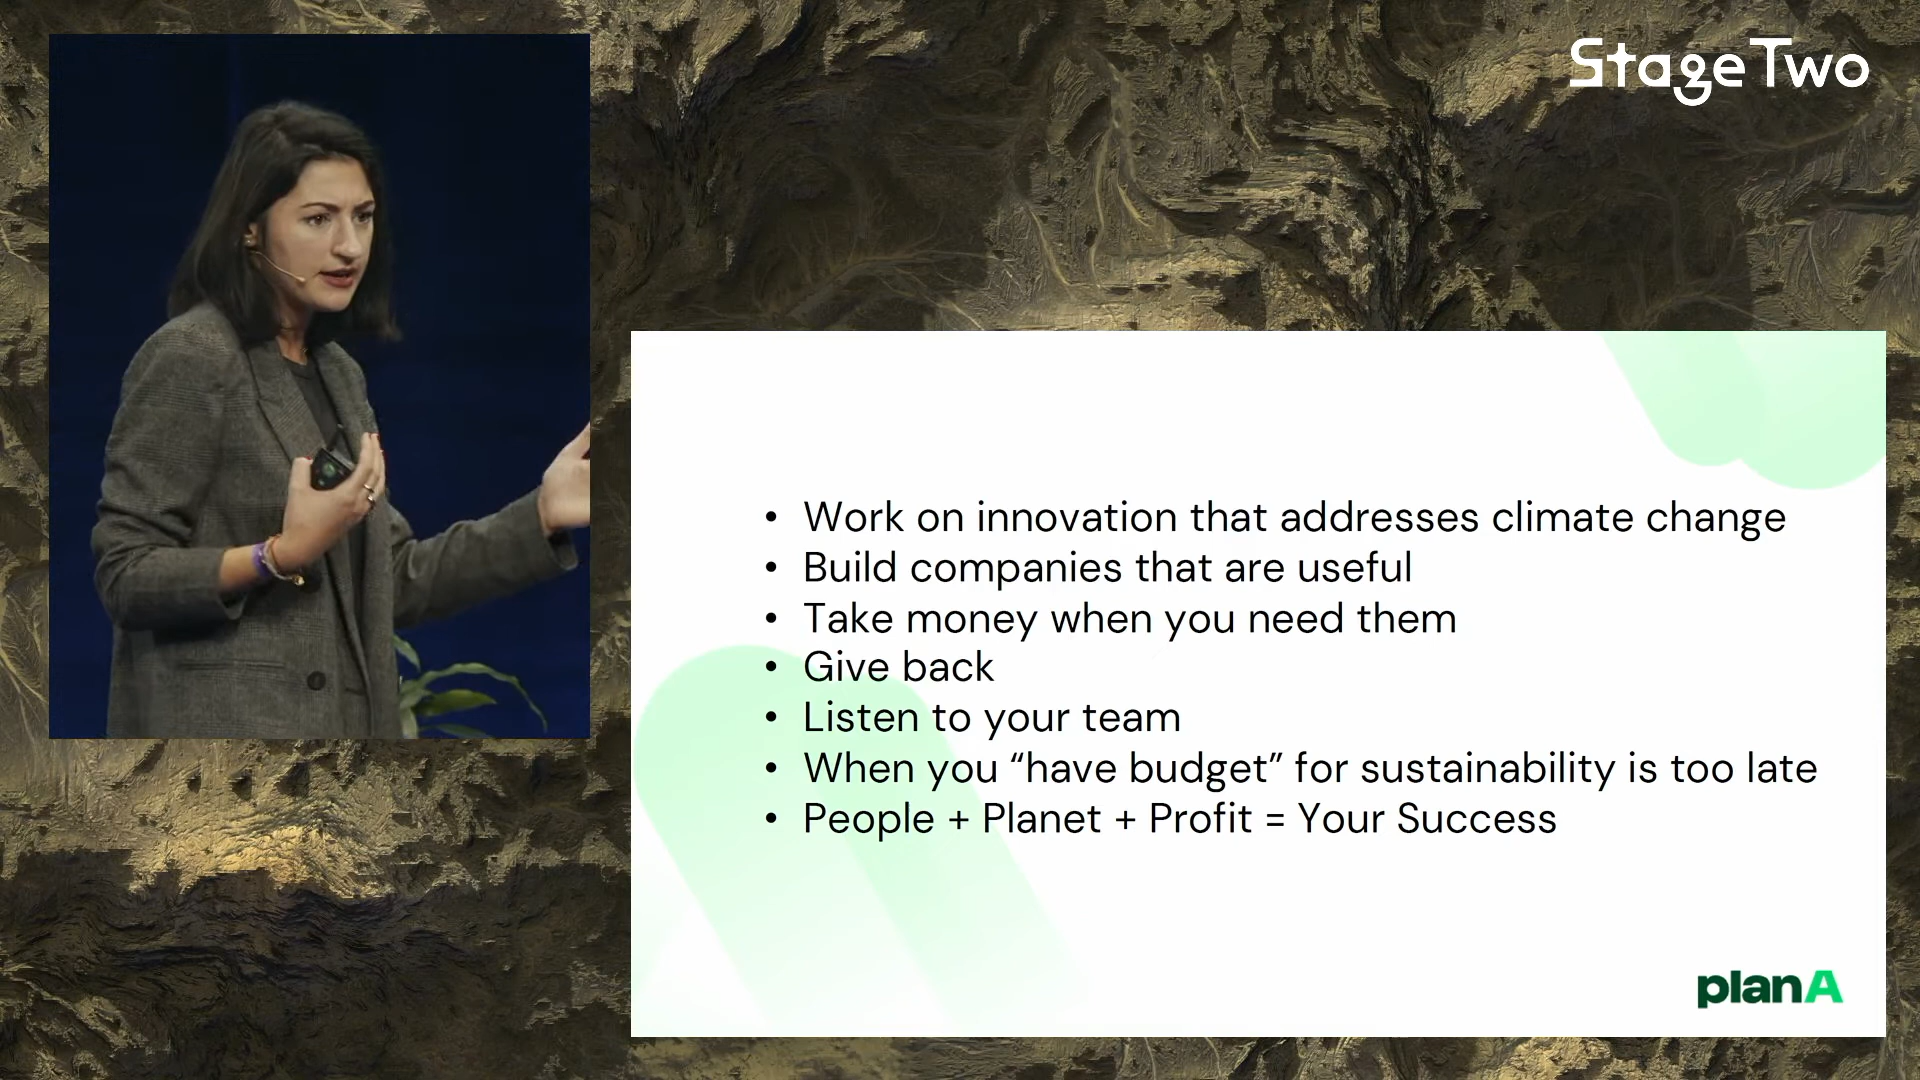 Stage Two
• Work on innovation that addresses climate change
• Build companies that are useful
• Take money when you need them
• Give back
• Listen to your team
• When you “have budget” for sustainability is too late
• People + Planet + Profit = Your Success
planA